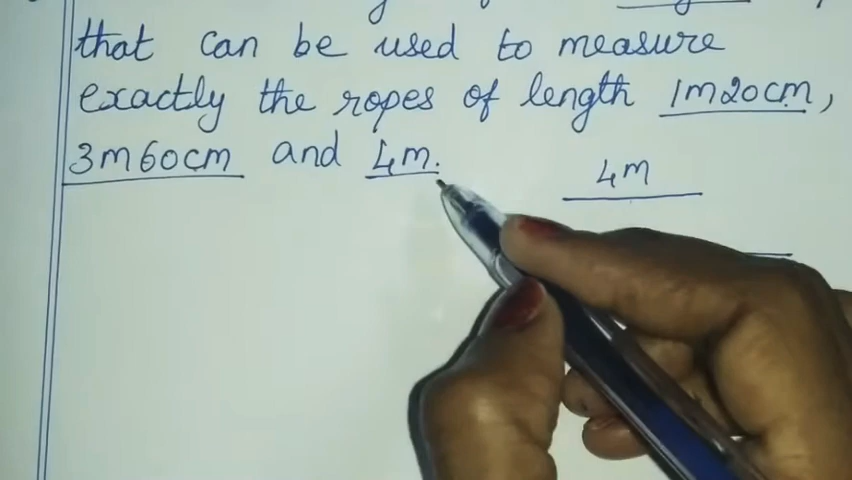 that can be used to measure
exactly the ropes of length 1m20cm,
3m60cm and 4m.
4m